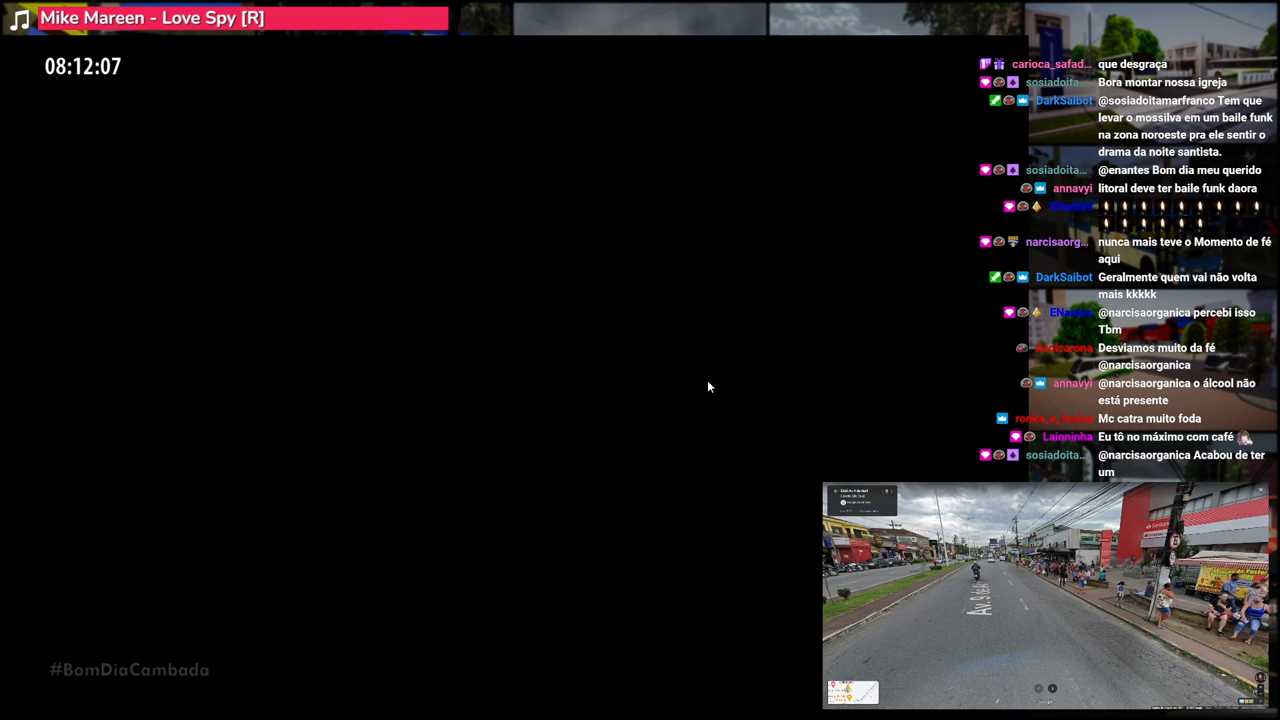 Mike Mareen - Love Spy [R]
08:12:07
carioca_safad... que desgraça
sosiadoita... Bora montar nossa igreja
DarkSaibot @sosiadoitamarfranco Tem que
levar o mossilva em um baile funk
na zona noroeste pra ele sentir o
drama da noite santista.
sosiadoita... @enantes Bom dia meu querido
annavyi litoral deve ter baile funk daora
ENantes
narcisaorg... nunca mais teve o Momento de fé
aqui
DarkSaibot Geralmente quem vai não volta
mais kkkkk
ENantes @narcisaorganica percebi isso
Tbm
Desviamos muito da fé
@narcisaorganica
annavyi @narcisaorganica o álcool não
está presente
Mc catra muito foda
Lainninha Eu tô no máximo com café
sosiadoita... @narcisaorganica Acabou de ter
um
Av. 9 de A
#BomDiaCambada